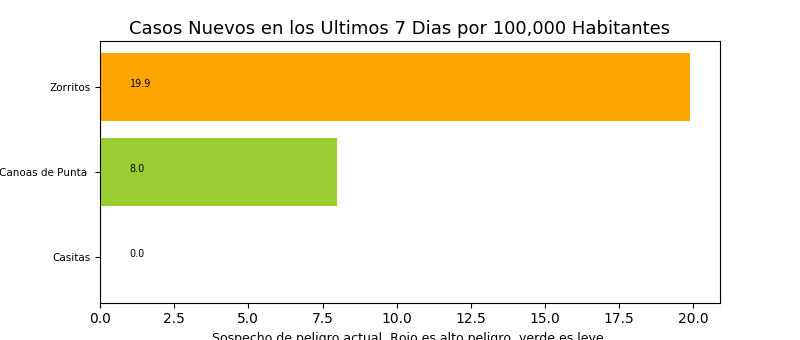 Casos Nuevos en los Ultimos 7 Dias por 100,000 Habitantes
Zorritos
19.9
Canoas de Punta
8.0
Casitas
0.0
0.0 2.5 5.0 7.5 10.0 12.5 15.0 17.5 20.0
Sospecho de peligro actual. Rojo es alto peligro, verde es leve